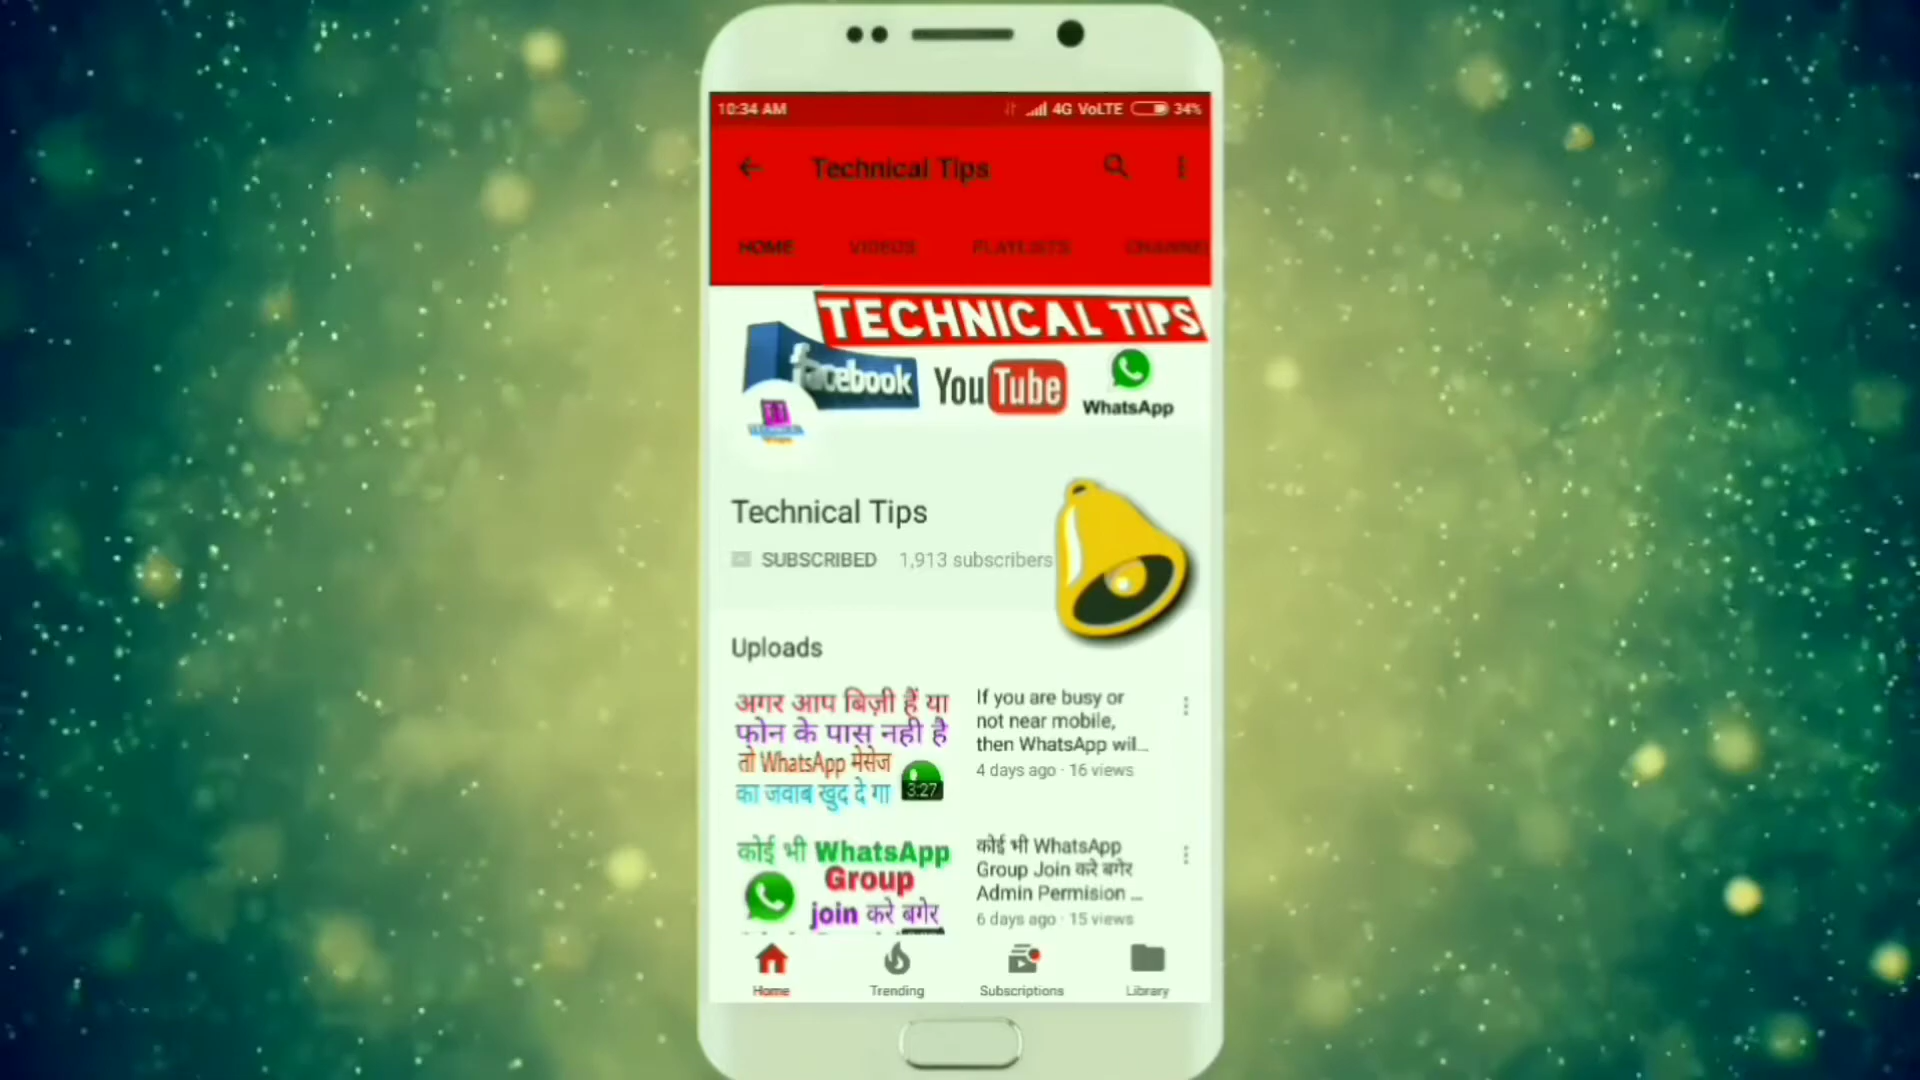 10:34 AM 4G VoLTE 34%
Technical Tips
HOME VIDEOS PLAYLISTS CHANNEL
TECHNICAL TIPS
facebook YouTube WhatsApp
Technical Tips
SUBSCRIBED 1,913 subscribers
Uploads
अगर आप बिज़ी हैं या
फोन के पास नही है
तो WhatsApp मेसेज
का जवाब खुद दे गा
3:27
If you are busy or
not near mobile,
then WhatsApp wil...
4 days ago · 16 views
कोई भी WhatsApp
Group
join करे बगेर
कोई भी WhatsApp
Group Join करे बगेर
Admin Permision ...
6 days ago · 15 views
Home Trending Subscriptions Library